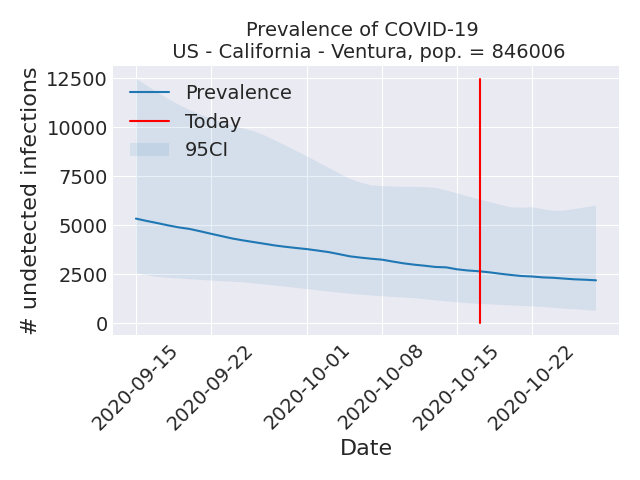 Prevalence of COVID-19
US - California - Ventura, pop. = 846006
# undetected infections
12500
10000
7500
5000
2500
0
Prevalence
Today
95CI
2020-09-15
2020-09-22
2020-10-01
2020-10-08
2020-10-15
2020-10-22
Date